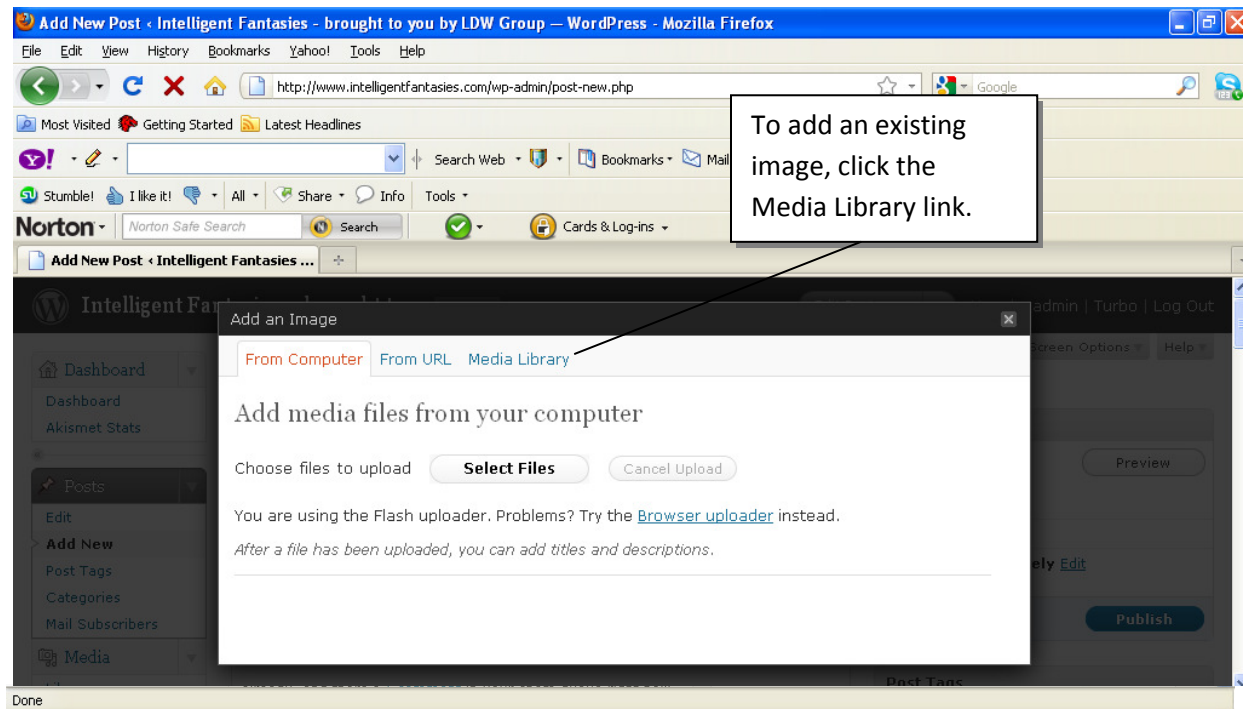 Add New Post ‹ Intelligent Fantasies - brought to you by LDW Group — WordPress - Mozilla Firefox
File Edit View History Bookmarks Yahoo! Tools Help
http://www.intelligentfantasies.com/wp-admin/post-new.php
Google
Most Visited Getting Started Latest Headlines
To add an existing
image, click the
Media Library link.
Y! Search Web Bookmarks Mail
Stumble! I like it! All Share Info Tools
Norton Norton Safe Search Search Cards & Log-ins
Add New Post ‹ Intelligent Fantasies ...
Intelligent Fa
admin | Turbo | Log Out
Add an Image
Screen Options Help
From Computer From URL Media Library
Dashboard
Dashboard
Akismet Stats
Add media files from your computer
Choose files to upload Select Files Cancel Upload
Preview
Posts
Edit
Add New
Post Tags
Categories
Mail Subscribers
You are using the Flash uploader. Problems? Try the Browser uploader instead.
After a file has been uploaded, you can add titles and descriptions.
ely Edit
Publish
Media
Post Tags
Done